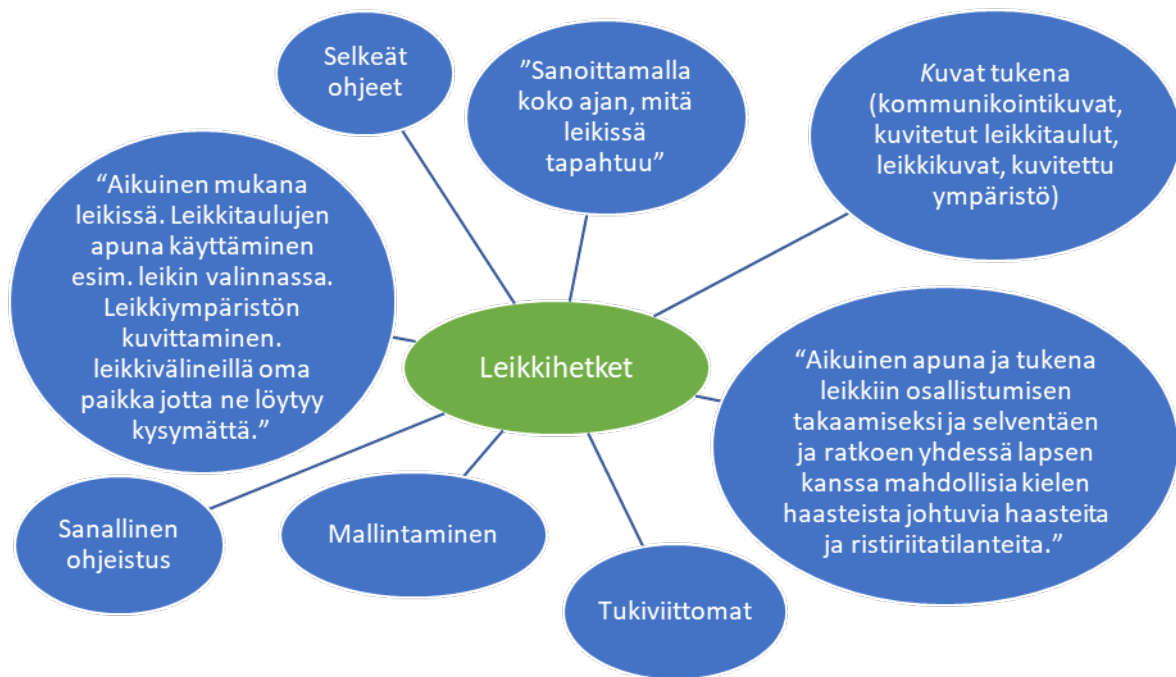 Selkeät
ohjeet
”Sanoittamalla
koko ajan, mitä
leikissä
tapahtuu”
Kuvat tukena
(kommunikointikuvat,
kuvitetut leikkitaulut,
leikkikuvat, kuvitettu
ympäristö)
“Aikuinen mukana
leikissä. Leikkitaulujen
apuna käyttäminen
esim. leikin valinnassa.
Leikkiympäristön
kuvittaminen.
leikkivälineillä oma
paikka jotta ne löytyy
kysymättä.”
Leikkihetket
“Aikuinen apuna ja tukena
leikkiin osallistumisen
takaamiseksi ja selventäen
ja ratkoen yhdessä lapsen
kanssa mahdollisia kielen
haasteista johtuvia haasteita
ja ristiriitatilanteita.”
Sanallinen
ohjeistus
Mallintaminen
Tukiviittomat